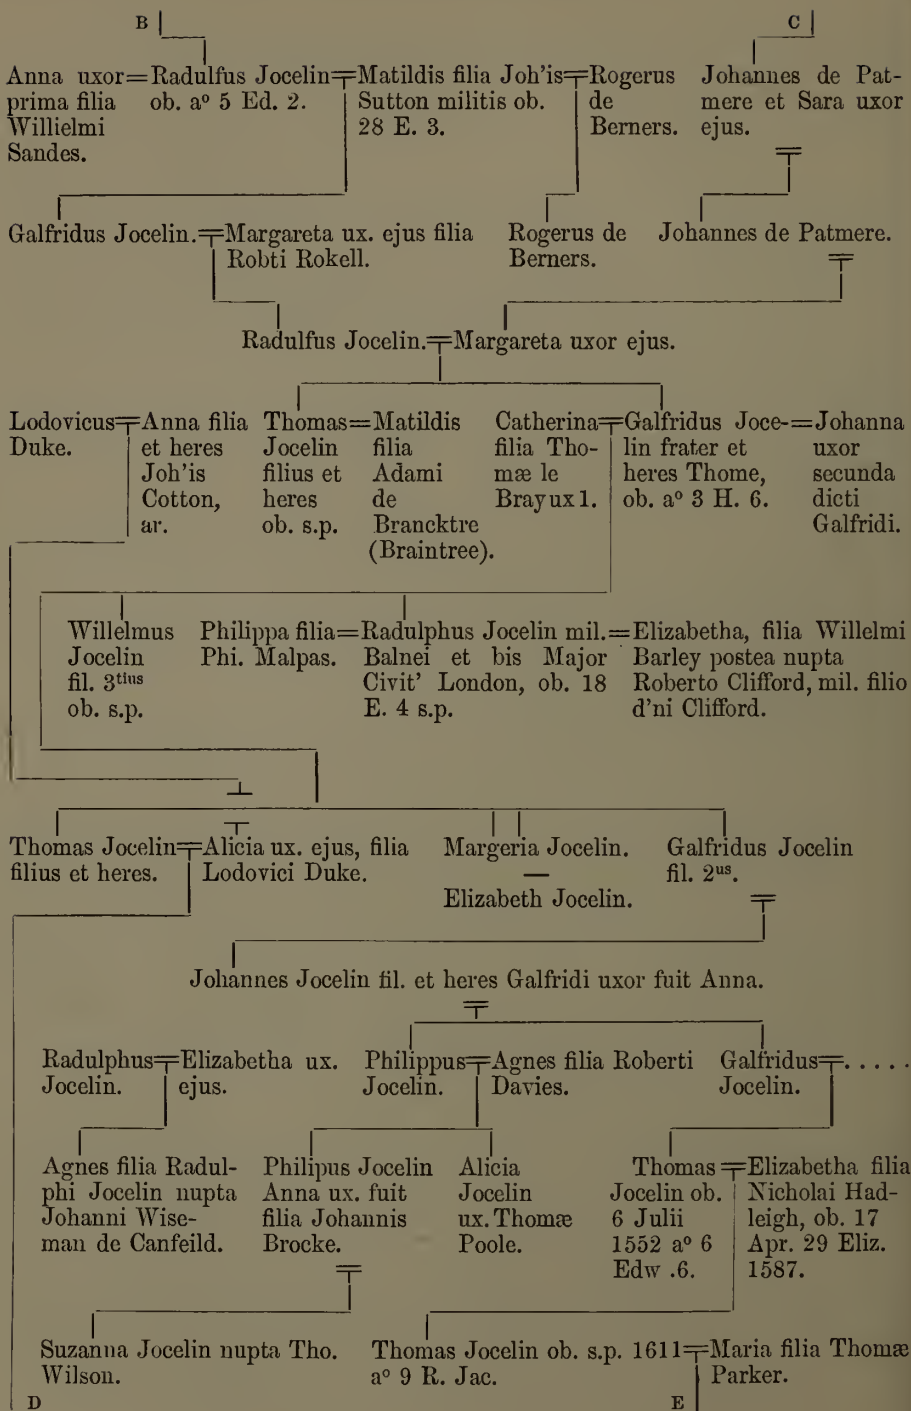 B C
Anna uxor=Radulfus Jocelin=Matildis filia Joh'is=Rogerus Johannes de Pat-
prima filia ob. aº 5 Ed. 2. Sutton militis ob. de mere et Sara uxor
Willielmi 28 E. 3. Berners. ejus.
Sandes.
Galfridus Jocelin.=Margareta ux. ejus filia Rogerus de Johannes de Patmere.
Robti Rokell. Berners.
Radulfus Jocelin.=Margareta uxor ejus.
Lodovicus=Anna filia Thomas=Matildis Catherina=Galfridus Joce-=Johanna
Duke. et heres Jocelin filia filia Tho- lin frater et uxor
Joh'is filius et Adami mæ le heres Thome, secunda
Cotton, heres de Bray ux 1. ob. aº 3 H. 6. dicti
ar. ob. s.p. Brancktre Galfridi.
(Braintree).
Willelmus Philippa filia=Radulphus Jocelin mil.=Elizabetha, filia Willelmi
Jocelin Phi. Malpas. Balnei et bis Major Barley postea nupta
fil. 3tius Civit' London, ob. 18 Roberto Clifford, mil. filio
ob. s.p. E. 4 s.p. d'ni Clifford.
Thomas Jocelin=Alicia ux. ejus, filia Margeria Jocelin. Galfridus Jocelin
filius et heres. Lodovici Duke. — fil. 2us.
Elizabeth Jocelin.
Johannes Jocelin fil. et heres Galfridi uxor fuit Anna.
Radulphus=Elizabetha ux. Philippus=Agnes filia Roberti Galfridus=.....
Jocelin. ejus. Jocelin. Davies. Jocelin.
Agnes filia Radul- Philipus Jocelin Alicia Thomas=Elizabetha filia
phi Jocelin nupta Anna ux. fuit Jocelin Jocelin ob. Nicholai Had-
Johanni Wise- filia Johannis ux. Thomæ 6 Julii leigh, ob. 17
man de Canfeild. Brocke. Poole. 1552 aº 6 Apr. 29 Eliz.
Edw .6. 1587.
Suzanna Jocelin nupta Tho. Thomas Jocelin ob. s.p. 1611=Maria filia Thomæ
Wilson. aº 9 R. Jac. Parker.
D E